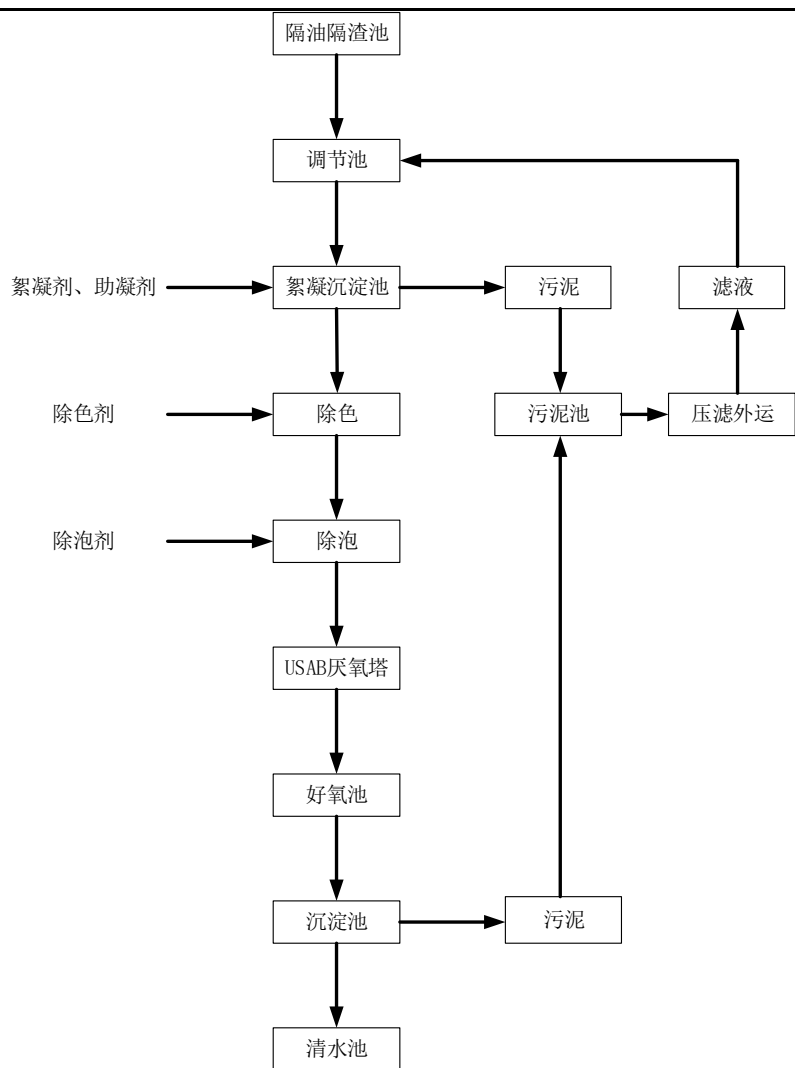 隔油隔渣池
调节池
絮凝剂、助凝剂
絮凝沉淀池
污泥
滤液
除色剂
除色
污泥池
压滤外运
除泡剂
除泡
USAB厌氧塔
好氧池
沉淀池
污泥
清水池